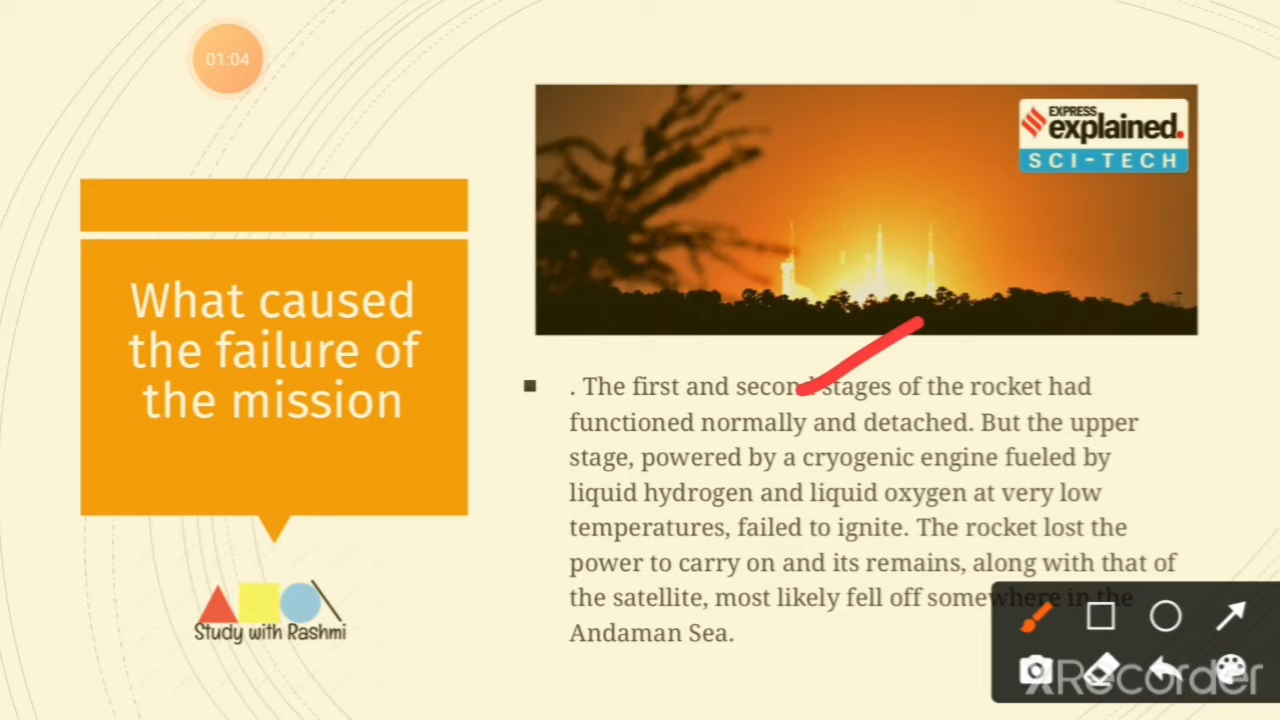 01:04
EXPRESS
explained.
SCI-TECH
What caused
the failure of
the mission
. The first and second stages of the rocket had
functioned normally and detached. But the upper
stage, powered by a cryogenic engine fueled by
liquid hydrogen and liquid oxygen at very low
temperatures, failed to ignite. The rocket lost the
power to carry on and its remains, along with that of
the satellite, most likely fell off somewhere in the
Andaman Sea.
Study with Rashmi
XRecorder